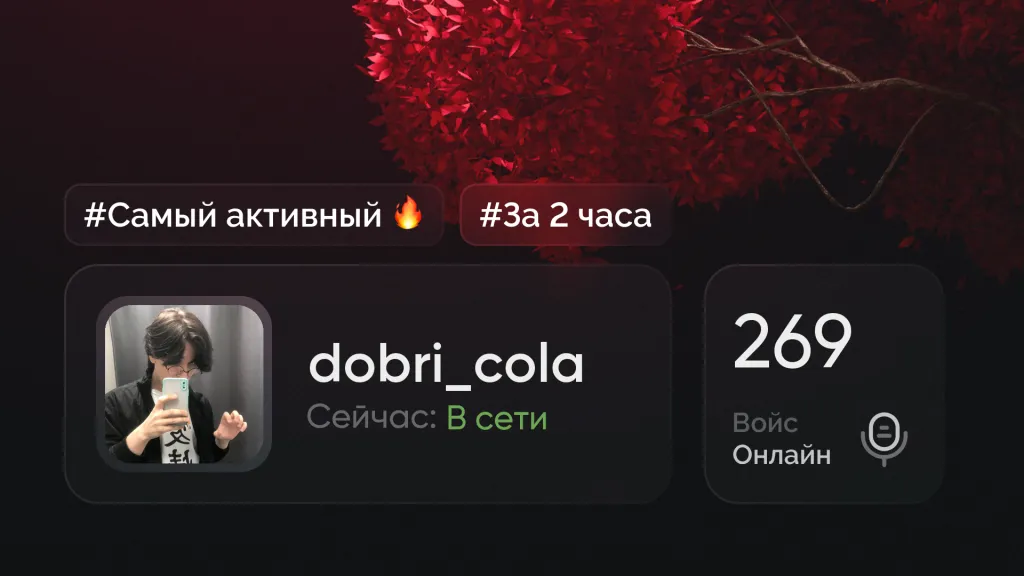 #Самый активный 🔥 #За 2 часа
dobri_cola
Сейчас: В сети
269
Войс
Онлайн